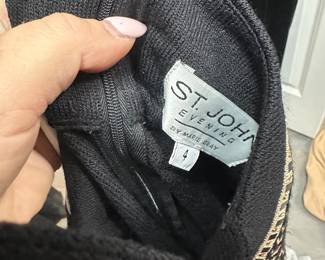 ST. JOHN
EVENING
BY MARIE GRAY
4